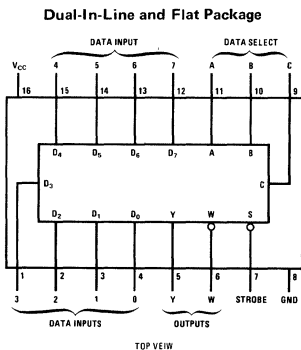 Dual-In-Line and Flat Package
DATA INPUT DATA SELECT
VCC 4 5 6 7 A B C
16 15 14 13 12 11 10 9
D4 D5 D6 D7 A B
D3 C
D2 D1 D0 Y W S
1 2 3 4 5 6 7 8
3 2 1 0 Y W STROBE GND
DATA INPUTS OUTPUTS
TOP VEIW